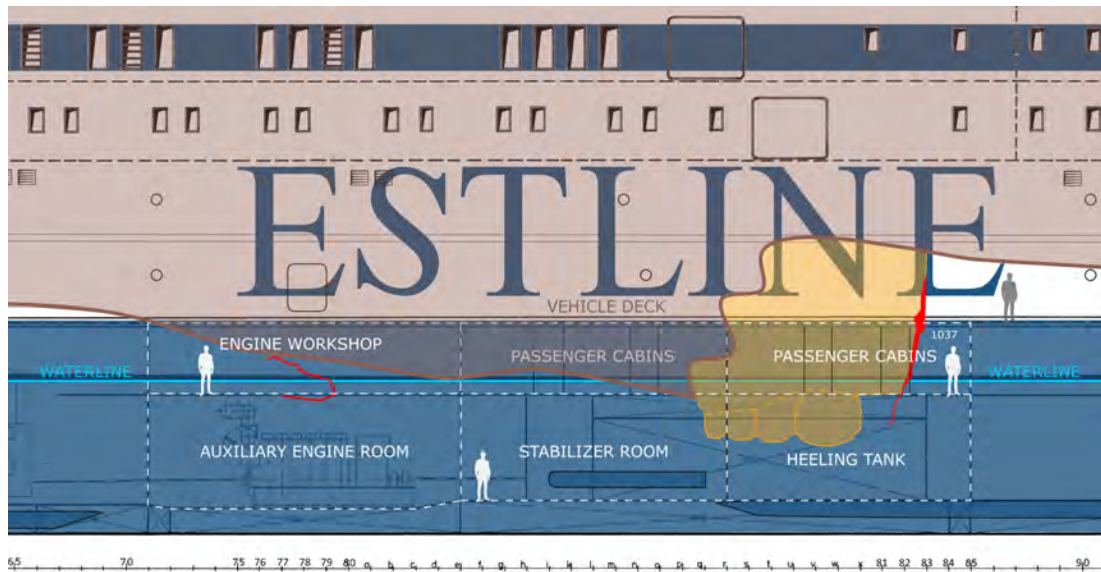 ESTLINE
VEHICLE DECK
ENGINE WORKSHOP
PASSENGER CABINS
PASSENGER CABINS
1037
WATERLINE
WATERLINE
AUXILIARY ENGINE ROOM
STABILIZER ROOM
HEELING TANK
65 70 75 76 77 78 79 80 a b c d e f g h i k l m n o p q r s t u v w x 81 82 83 84 85 90